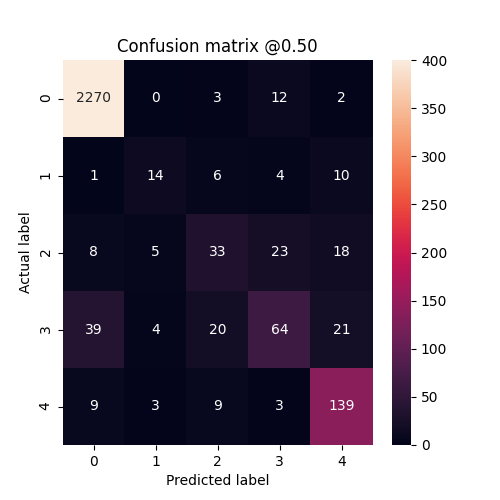 Confusion matrix @0.50
Actual label
0 2270 0 3 12 2
1 1 14 6 4 10
2 8 5 33 23 18
3 39 4 20 64 21
4 9 3 9 3 139
0 1 2 3 4
Predicted label
400
350
300
250
200
150
100
50
0